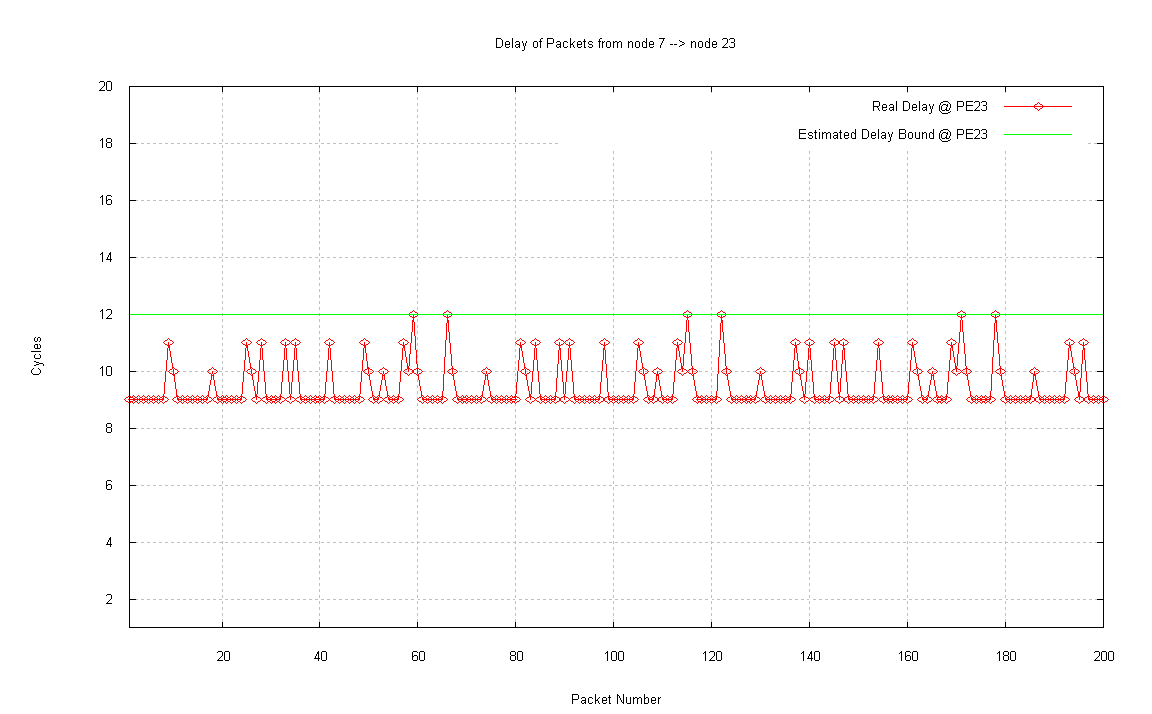 Delay of Packets from node 7 --> node 23
20
18
16
14
12
10
8
6
4
2
Real Delay @ PE23
Estimated Delay Bound @ PE23
Cycles
20 40 60 80 100 120 140 160 180 200
Packet Number